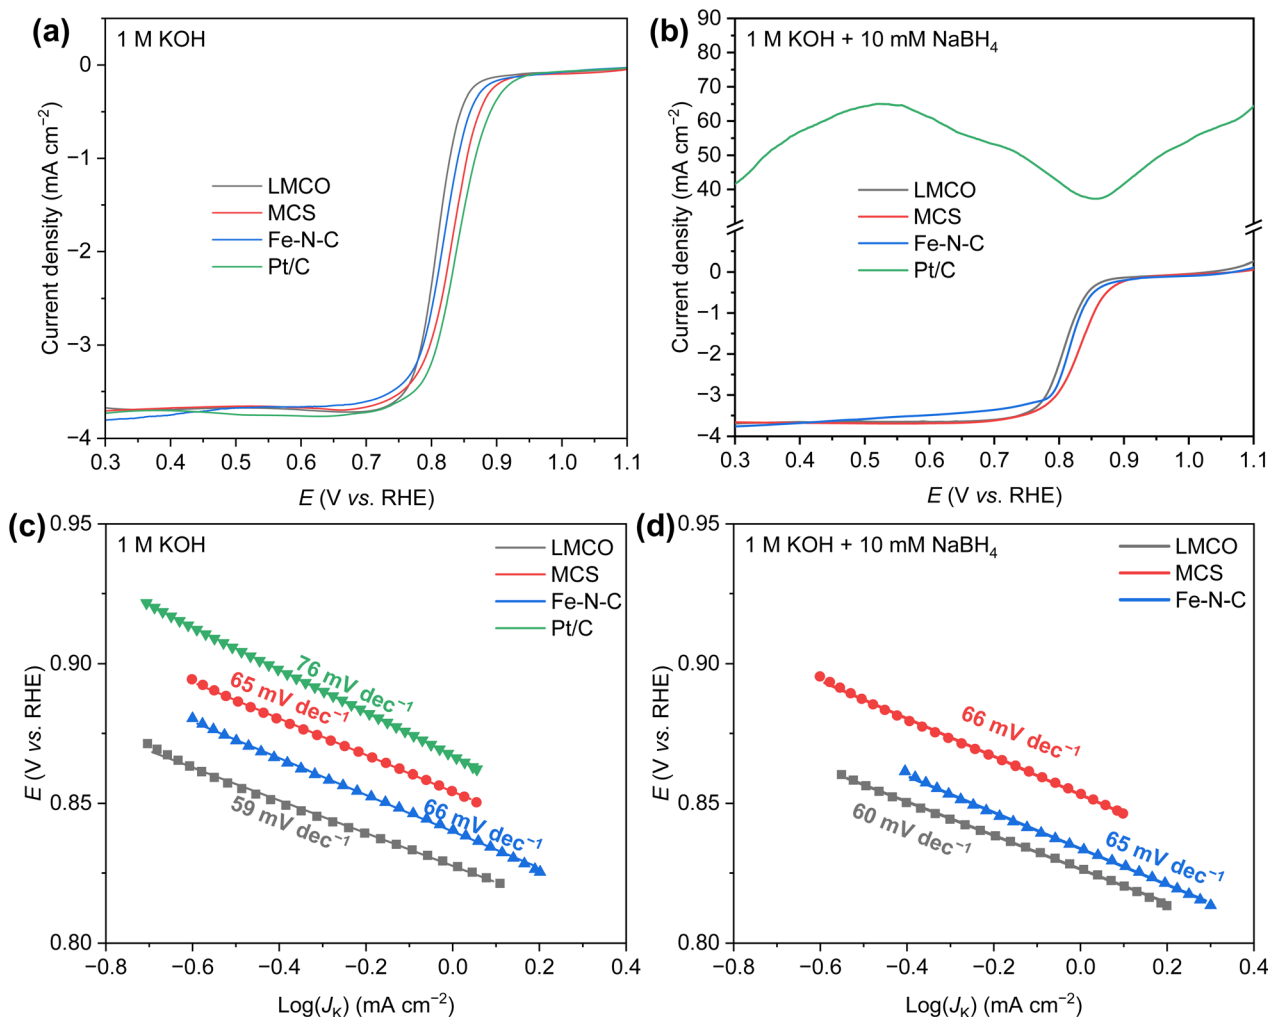 (a)
1 M KOH
0
−1
−2
−3
−4
Current density (mA cm⁻²)
LMCO
MCS
Fe-N-C
Pt/C
0.3 0.4 0.5 0.6 0.7 0.8 0.9 1.0 1.1
E (V vs. RHE)
(b)
1 M KOH + 10 mM NaBH₄
90
80
70
60
50
40
0
−1
−2
−3
−4
Current density (mA cm⁻²)
LMCO
MCS
Fe-N-C
Pt/C
0.3 0.4 0.5 0.6 0.7 0.8 0.9 1.0 1.1
E (V vs. RHE)
(c)
1 M KOH
0.95
0.90
0.85
0.80
E (V vs. RHE)
LMCO
MCS
Fe-N-C
Pt/C
76 mV dec⁻¹
65 mV dec⁻¹
66 mV dec⁻¹
59 mV dec⁻¹
−0.8 −0.6 −0.4 −0.2 0.0 0.2 0.4
Log(J_K) (mA cm⁻²)
(d)
1 M KOH + 10 mM NaBH₄
0.95
0.90
0.85
0.80
E (V vs. RHE)
LMCO
MCS
Fe-N-C
66 mV dec⁻¹
60 mV dec⁻¹
65 mV dec⁻¹
−0.8 −0.6 −0.4 −0.2 0.0 0.2 0.4
Log(J_K) (mA cm⁻²)